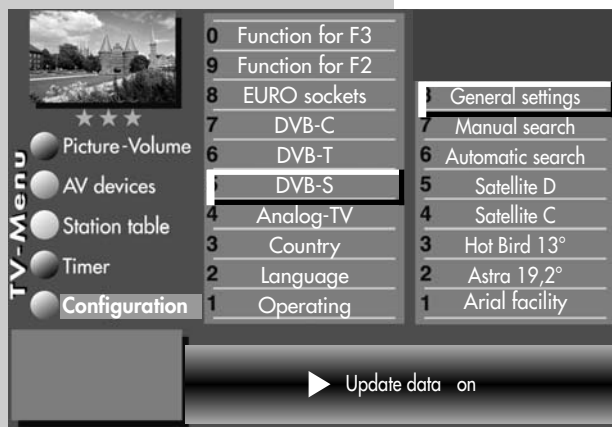 TV-Menu
Picture-Volume
AV devices
Station table
Timer
Configuration
0 Function for F3
9 Function for F2
8 EURO sockets
7 DVB-C
6 DVB-T
5 DVB-S
4 Analog-TV
3 Country
2 Language
1 Operating
8 General settings
7 Manual search
6 Automatic search
5 Satellite D
4 Satellite C
3 Hot Bird 13°
2 Astra 19,2°
1 Arial facility
Update data on